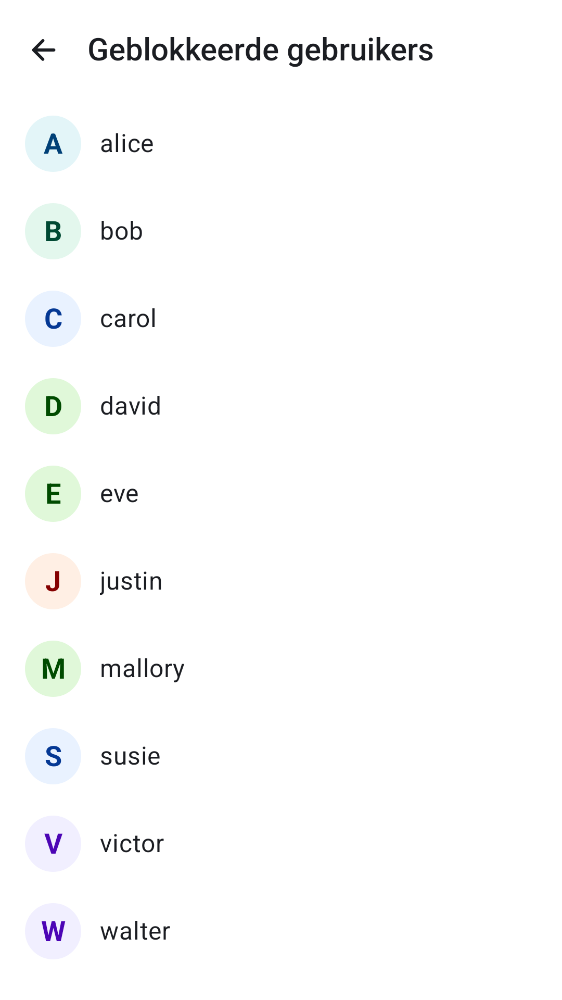 Geblokkeerde gebruikers
A alice
B bob
C carol
D david
E eve
J justin
M mallory
S susie
V victor
W walter